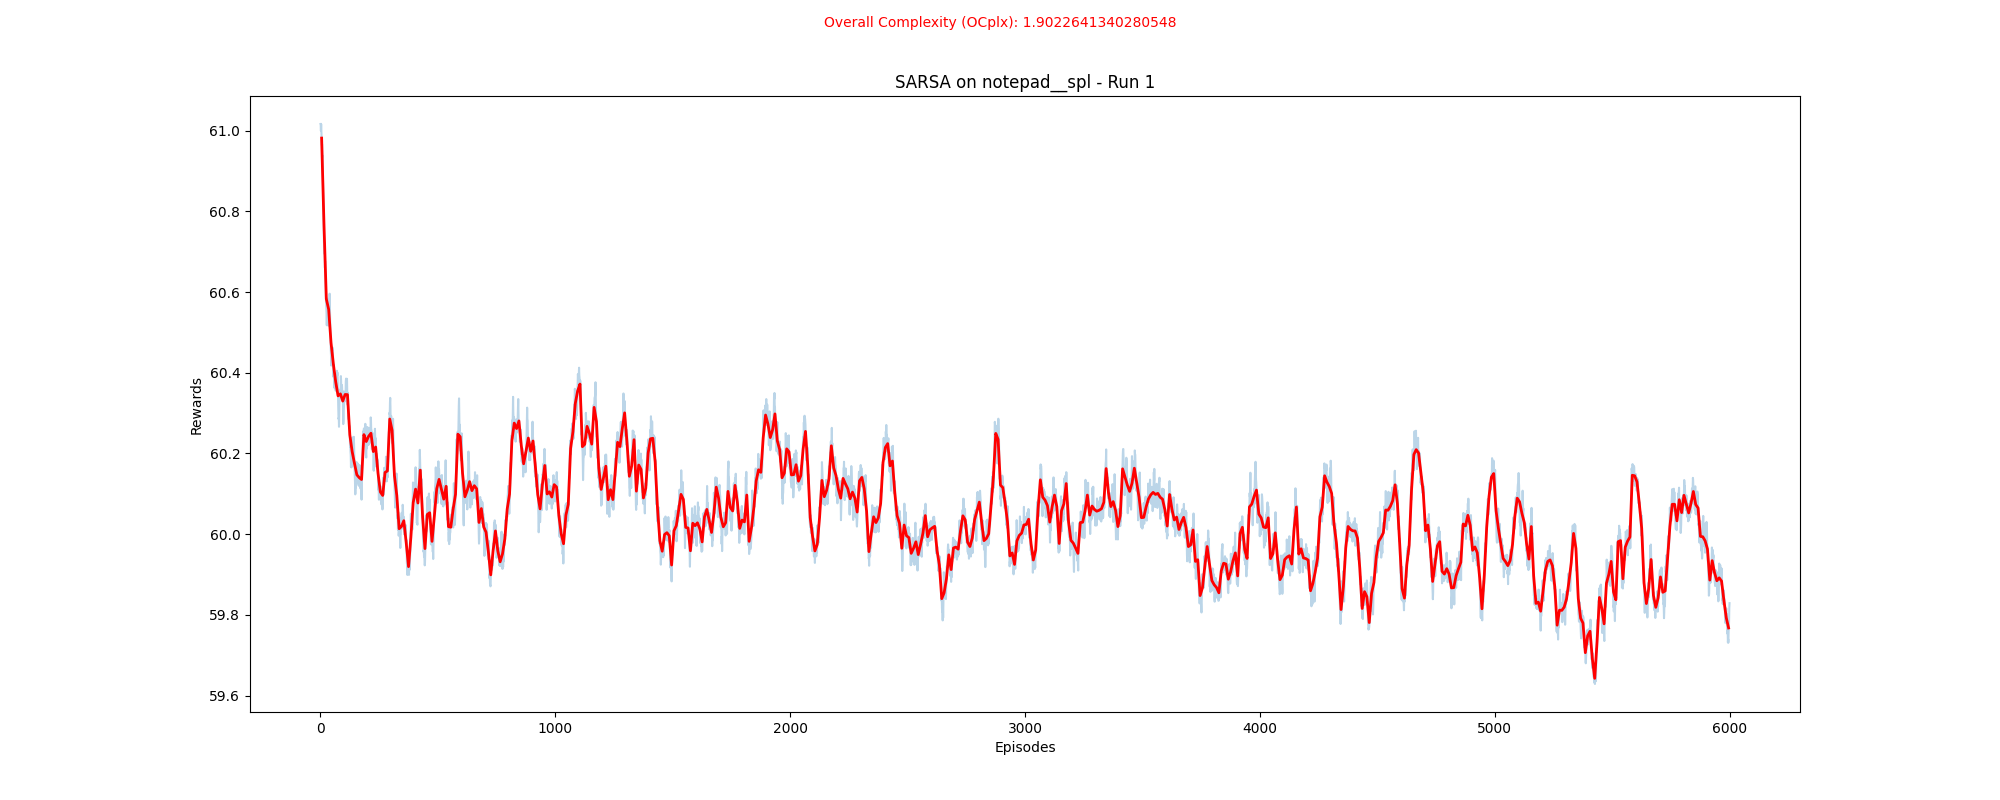 Overall Complexity (OCplx): 1.9022641340280548
SARSA on notepad__spl - Run 1
61.0
60.8
60.6
60.4
60.2
60.0
59.8
59.6
Rewards
0 1000 2000 3000 4000 5000 6000
Episodes